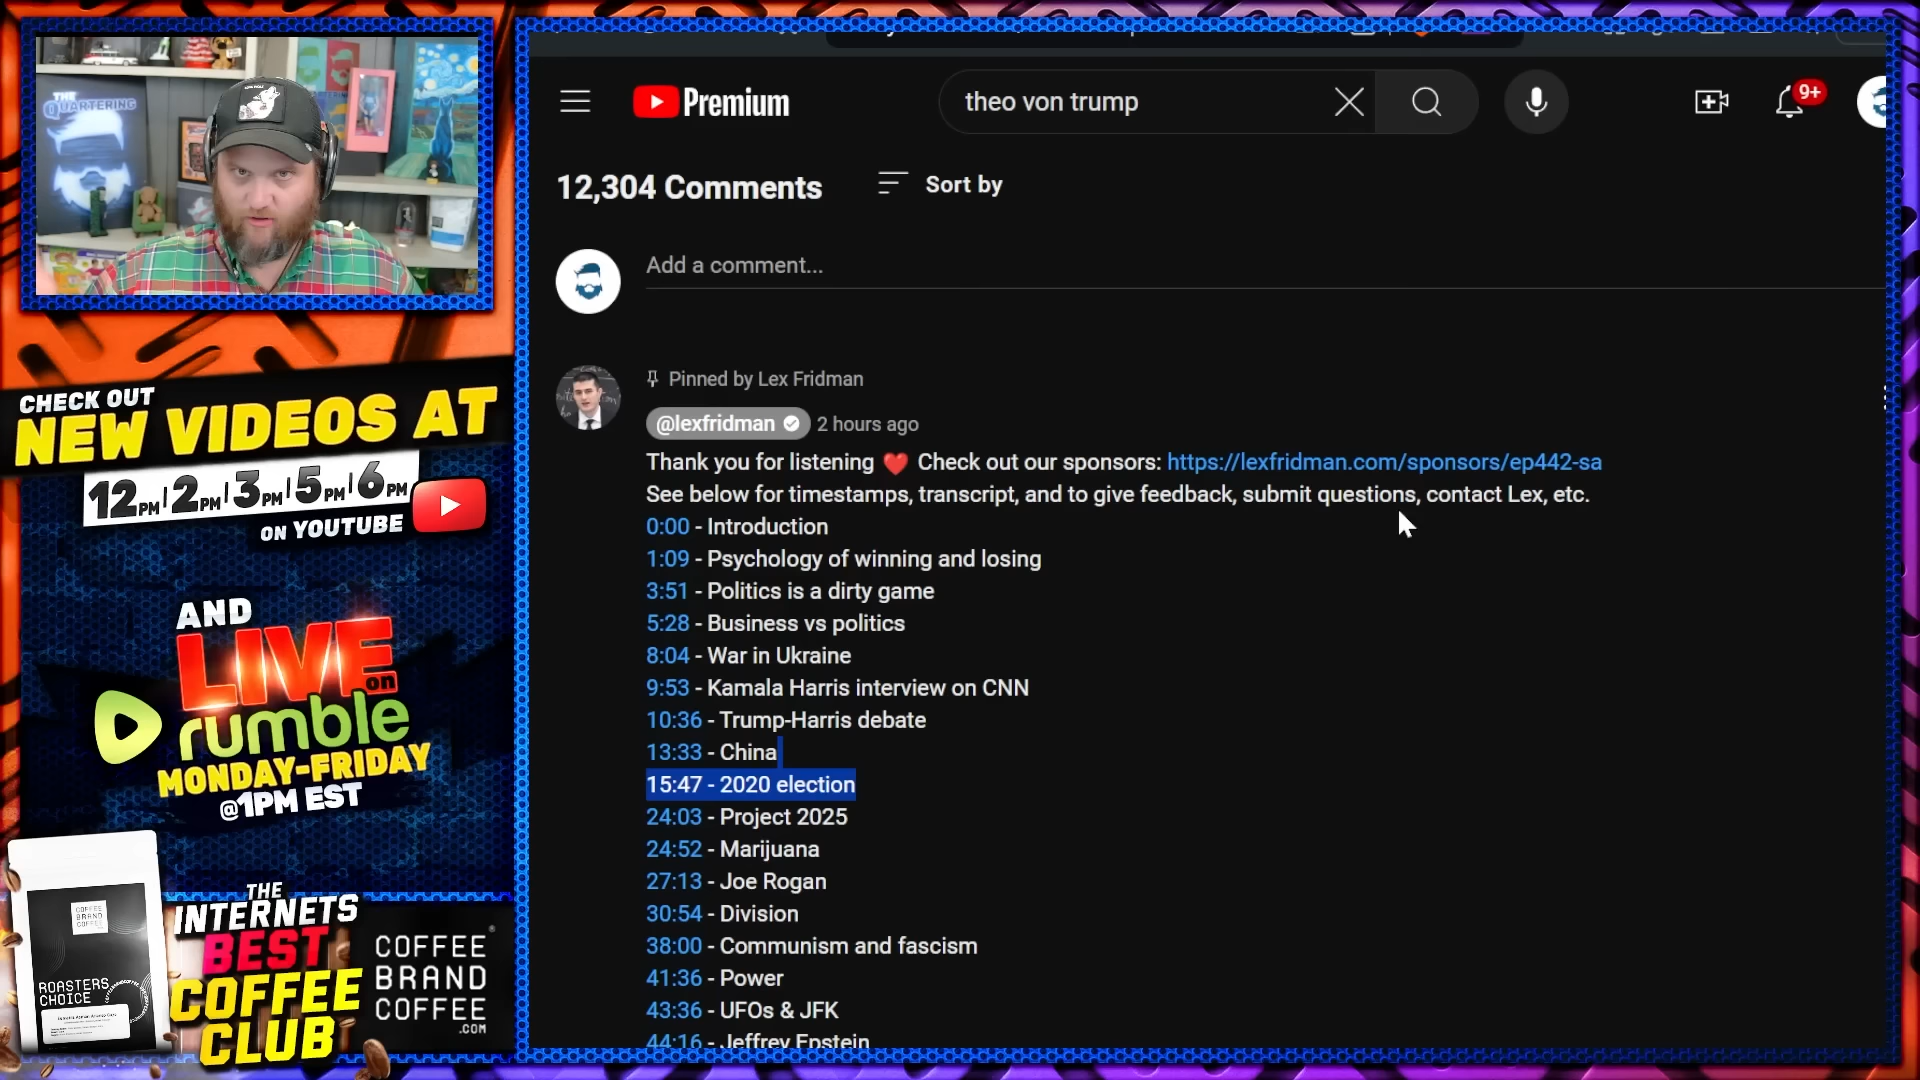 THE
QUARTERING
CHECK OUT
NEW VIDEOS AT
12PM | 2PM | 3PM | 5PM | 6PM
ON YOUTUBE
AND
LIVE
on
rumble
MONDAY-FRIDAY
@1PM EST
THE
INTERNETS
BEST
COFFEE
CLUB
COFFEE
BRAND
COFFEE
.COM
COFFEE
BRAND
COFFEE
ROASTERS
CHOICE
Premium
theo von trump
9+
12,304 Comments
Sort by
Add a comment...
Pinned by Lex Fridman
@lexfridman 2 hours ago
Thank you for listening ❤ Check out our sponsors: https://lexfridman.com/sponsors/ep442-sa
See below for timestamps, transcript, and to give feedback, submit questions, contact Lex, etc.
0:00 - Introduction
1:09 - Psychology of winning and losing
3:51 - Politics is a dirty game
5:28 - Business vs politics
8:04 - War in Ukraine
9:53 - Kamala Harris interview on CNN
10:36 - Trump-Harris debate
13:33 - China
15:47 - 2020 election
24:03 - Project 2025
24:52 - Marijuana
27:13 - Joe Rogan
30:54 - Division
38:00 - Communism and fascism
41:36 - Power
43:36 - UFOs & JFK
44:16 - Jeffrey Epstein